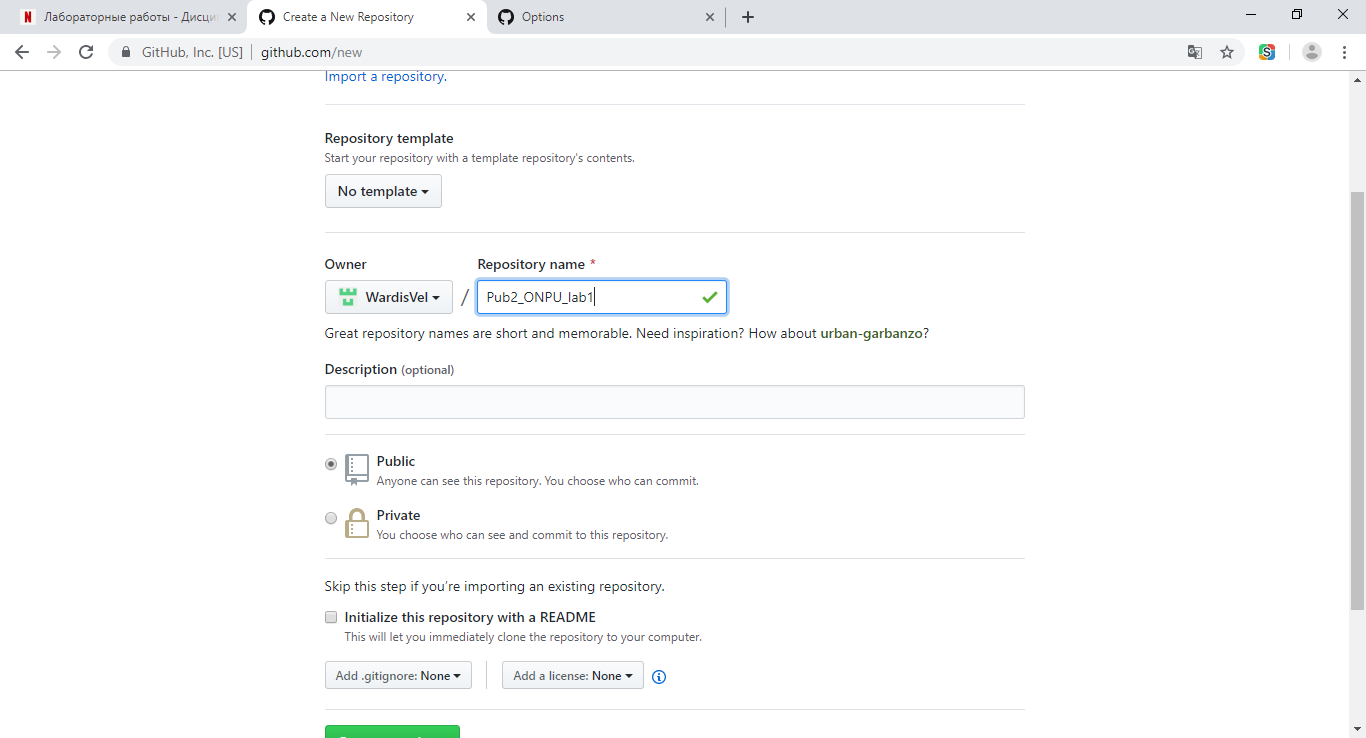 Лабораторные работы - Дисци
Create a New Repository
Options
GitHub, Inc. [US]
github.com/new
Import a repository.
Repository template
Start your repository with a template repository's contents.
No template
Owner
Repository name *
WardisVel
/
Pub2_ONPU_lab1
Great repository names are short and memorable. Need inspiration? How about urban-garbanzo?
Description (optional)
Public
Anyone can see this repository. You choose who can commit.
Private
You choose who can see and commit to this repository.
Skip this step if you’re importing an existing repository.
Initialize this repository with a README
This will let you immediately clone the repository to your computer.
Add .gitignore: None
Add a license: None